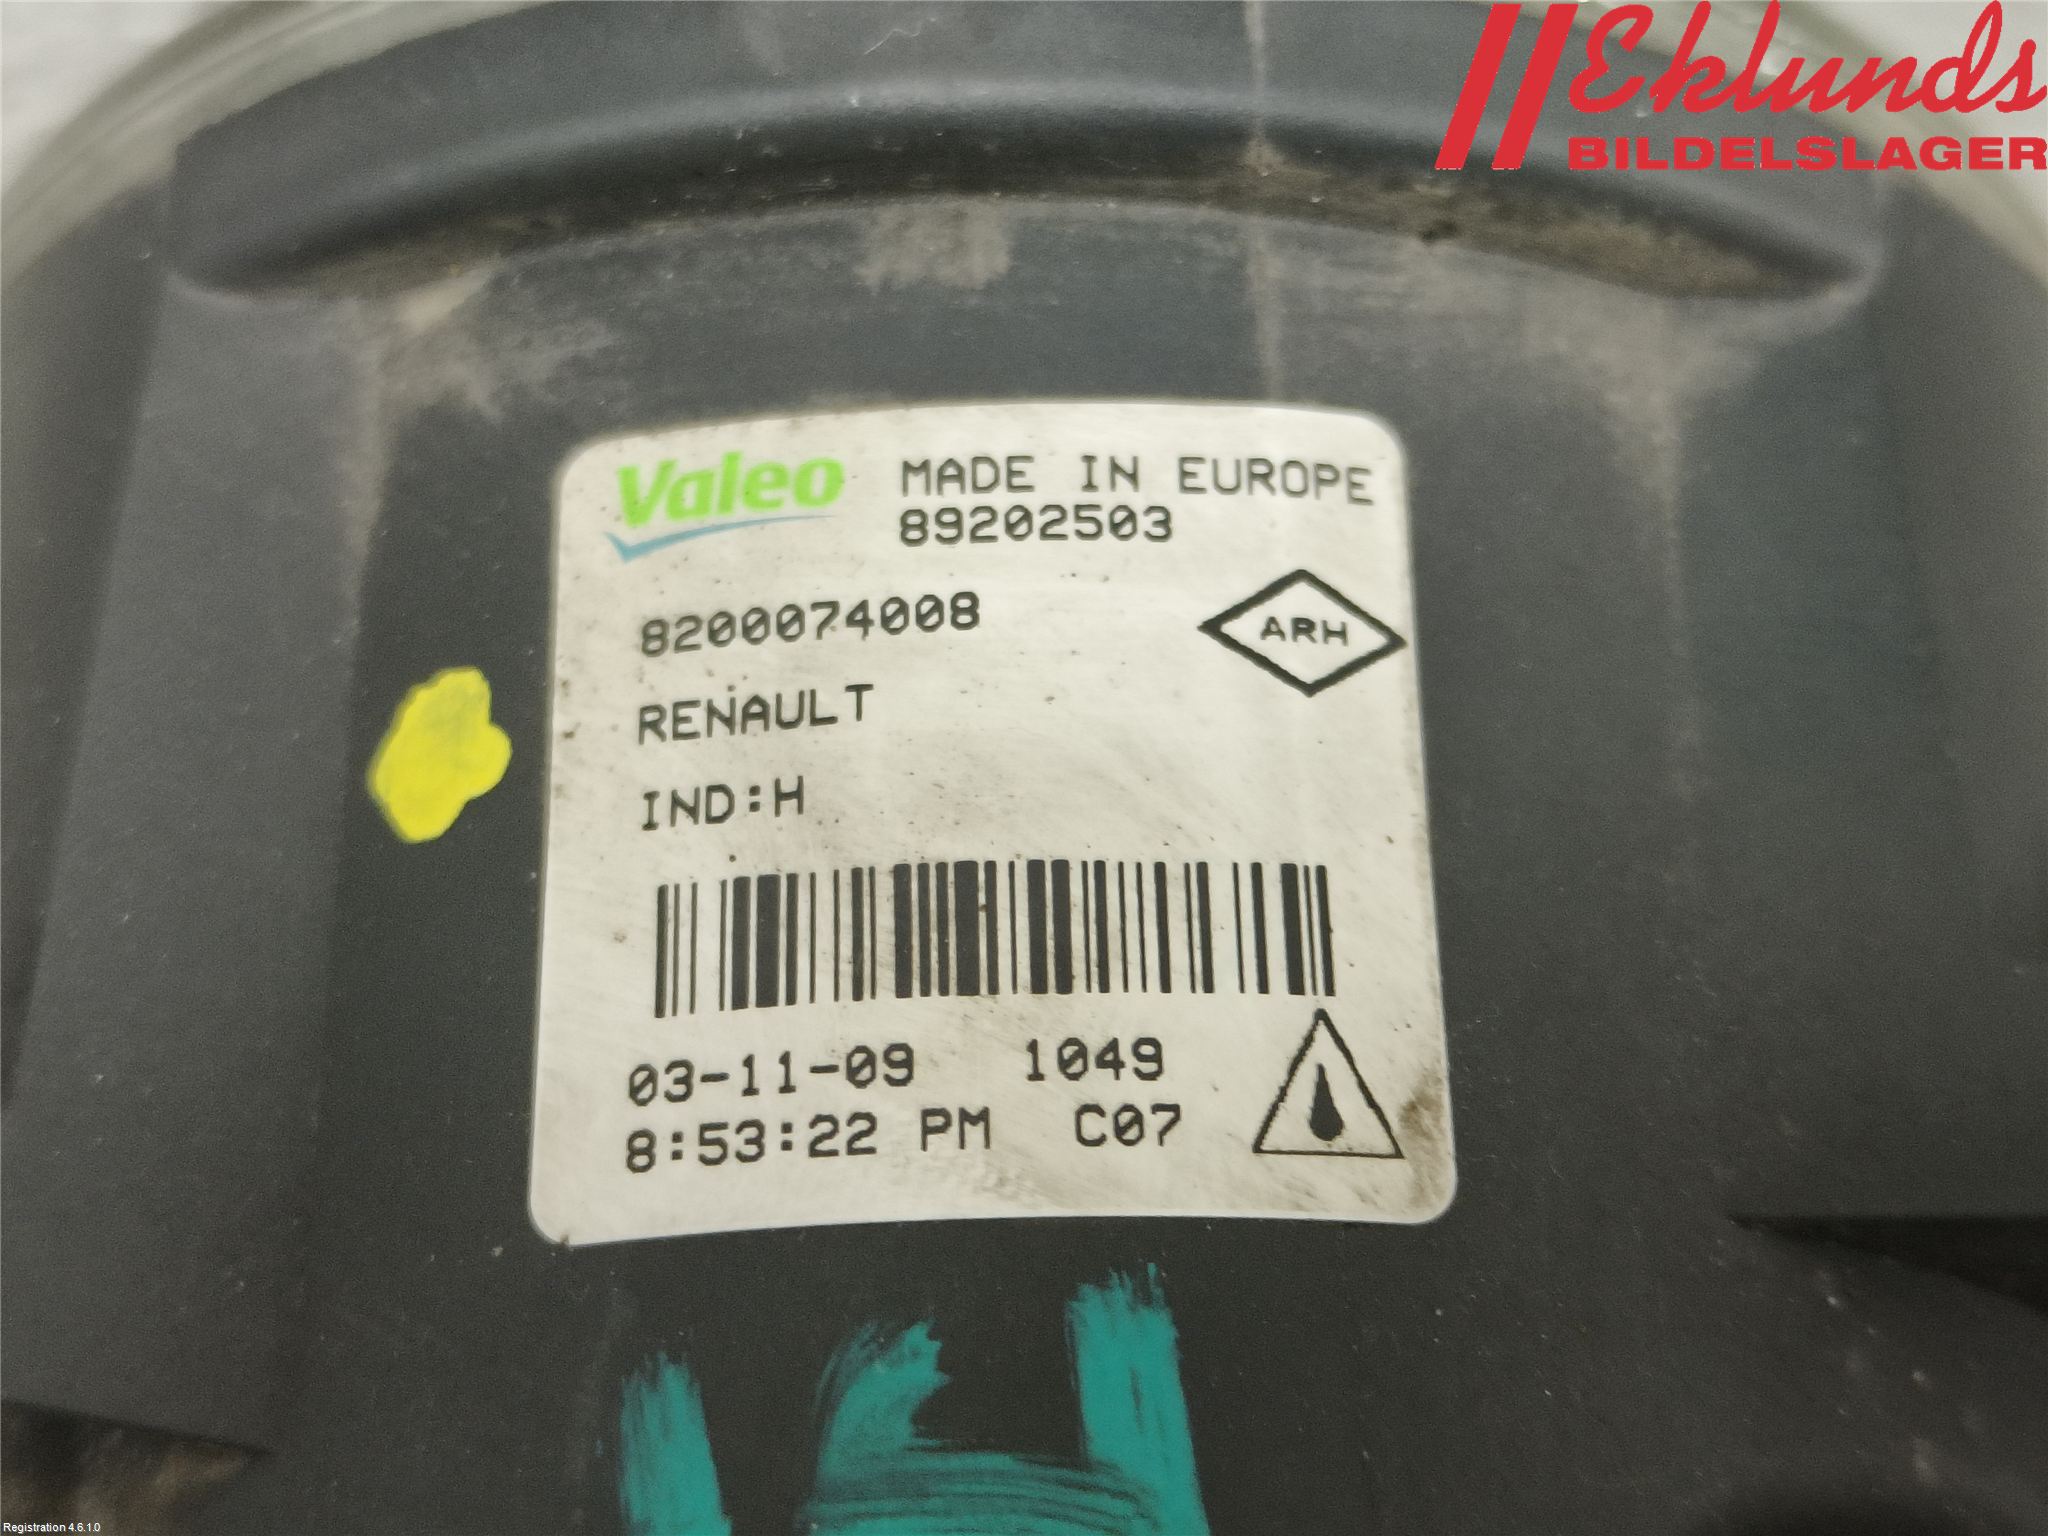 Eklunds
BILDELSLAGER
Valeo MADE IN EUROPE
89202503
8200074008
ARH
RENAULT
IND:H
03-11-09 1049
8:53:22 PM C07
Registration 4.6.1.0